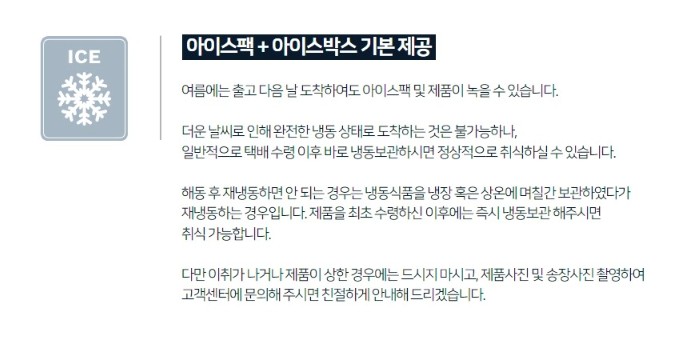 ICE
아이스팩 + 아이스박스 기본 제공
여름에는 출고 다음 날 도착하여도 아이스팩 및 제품이 녹을 수 있습니다.
더운 날씨로 인해 완전한 냉동 상태로 도착하는 것은 불가능하나,
일반적으로 택배 수령 이후 바로 냉동보관하시면 정상적으로 취식하실 수 있습니다.
해동 후 재냉동하면 안 되는 경우는 냉동식품을 냉장 혹은 상온에 며칠간 보관하였다가
재냉동하는 경우입니다. 제품을 최초 수령하신 이후에는 즉시 냉동보관 해주시면
취식 가능합니다.
다만 이취가 나거나 제품이 상한 경우에는 드시지 마시고, 제품사진 및 송장사진 촬영하여
고객센터에 문의해 주시면 친절하게 안내해 드리겠습니다.